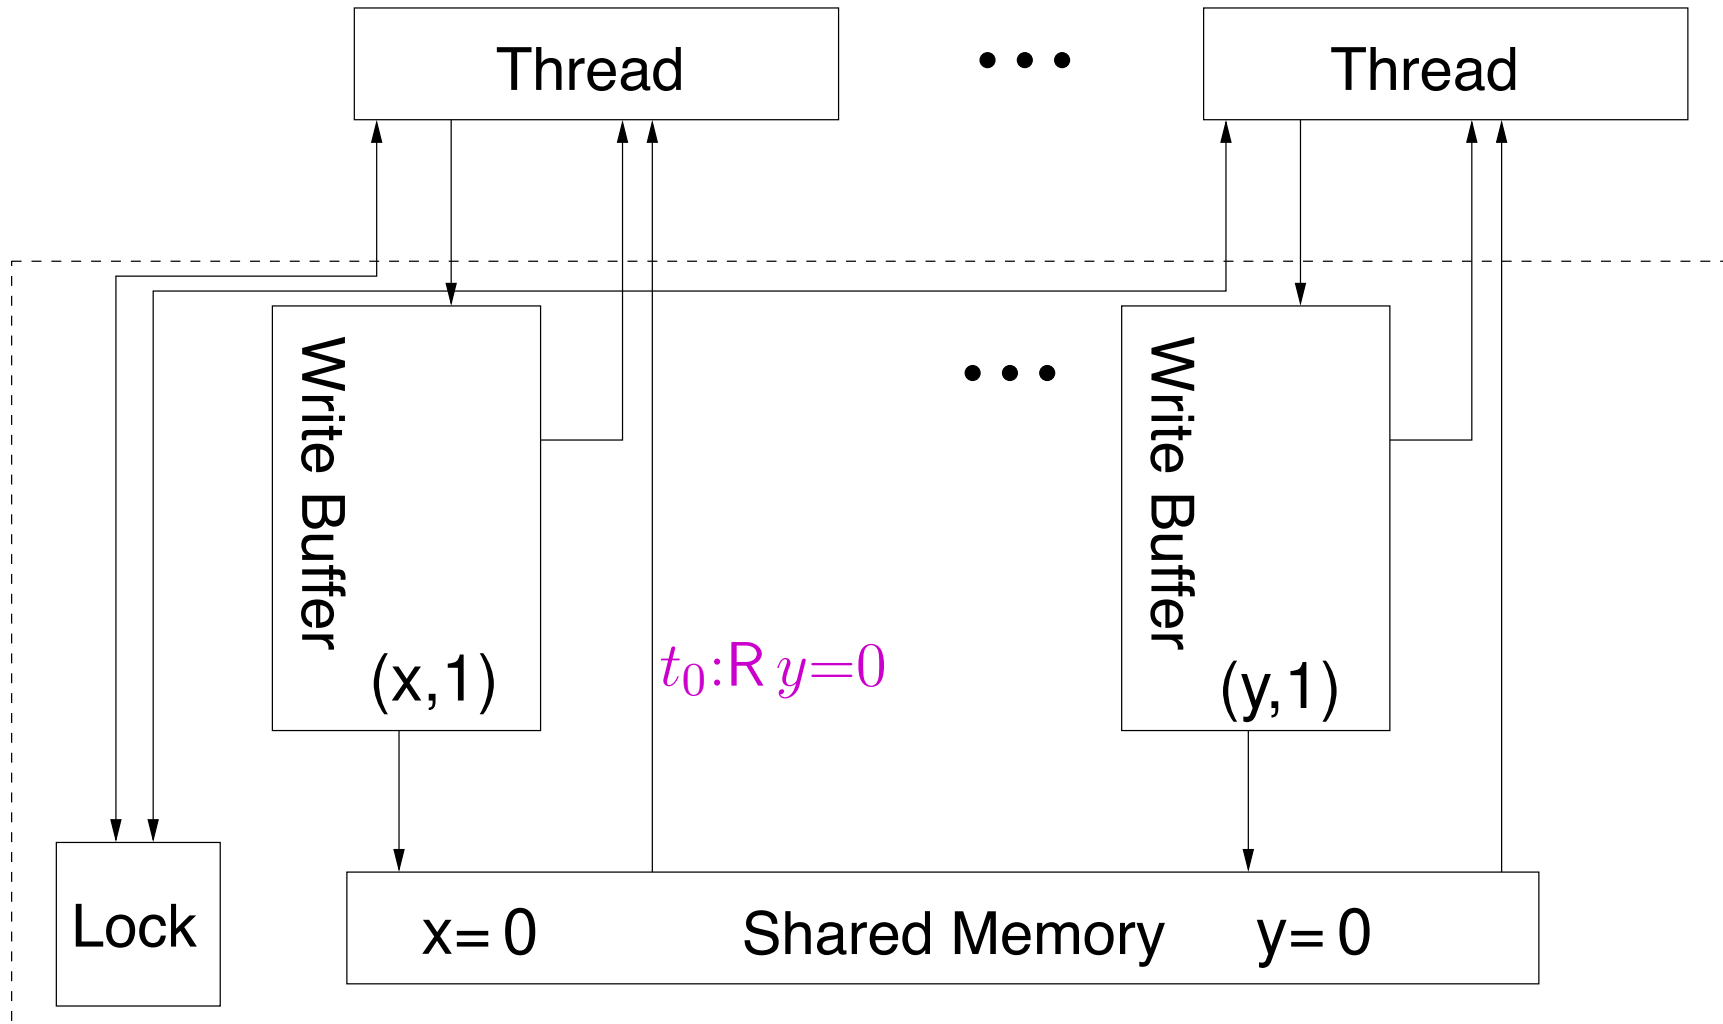 Thread
Thread
Write Buffer
Write Buffer
t₀:R y=0
(x,1)
(y,1)
Lock
x= 0
Shared Memory
y= 0